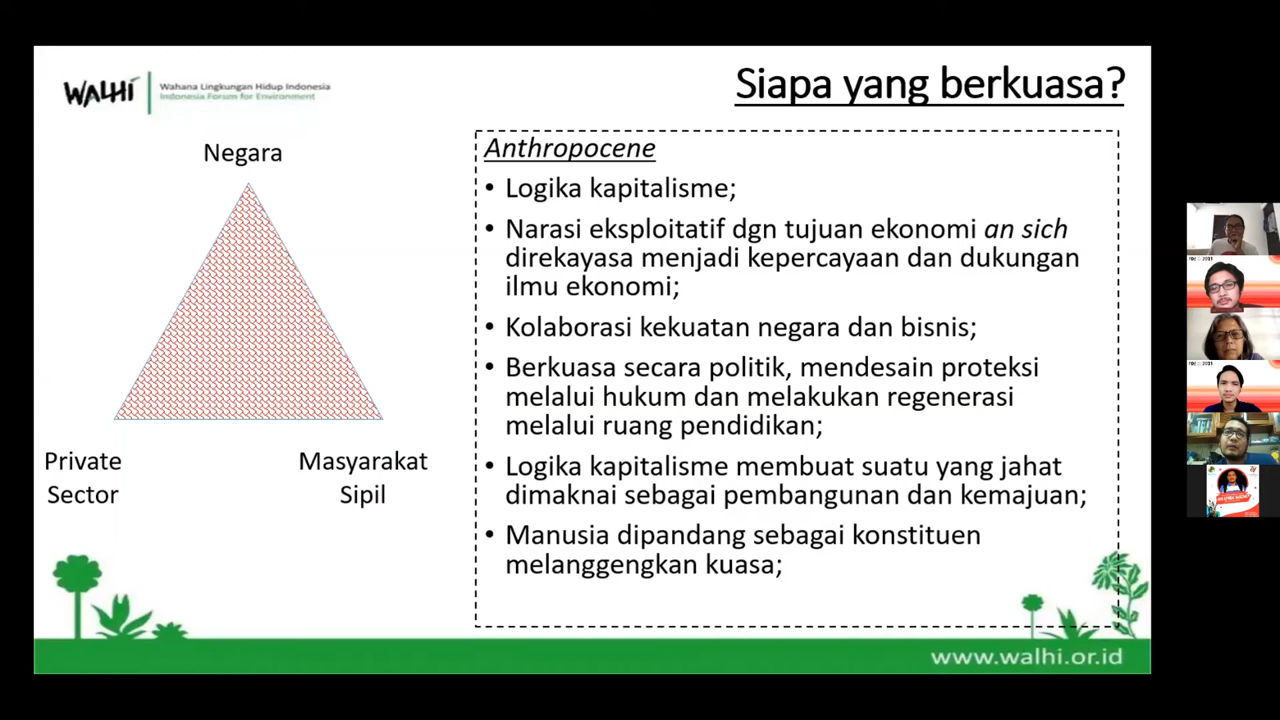 WALHI
Wahana Lingkungan Hidup Indonesia
Indonesia Forum for Environment
Siapa yang berkuasa?
Negara
Private
Sector
Masyarakat
Sipil
Anthropocene
• Logika kapitalisme;
• Narasi eksploitatif dgn tujuan ekonomi an sich
direkayasa menjadi kepercayaan dan dukungan
ilmu ekonomi;
• Kolaborasi kekuatan negara dan bisnis;
• Berkuasa secara politik, mendesain proteksi
melalui hukum dan melakukan regenerasi
melalui ruang pendidikan;
• Logika kapitalisme membuat suatu yang jahat
dimaknai sebagai pembangunan dan kemajuan;
• Manusia dipandang sebagai konstituen
melanggengkan kuasa;
www.walhi.or.id